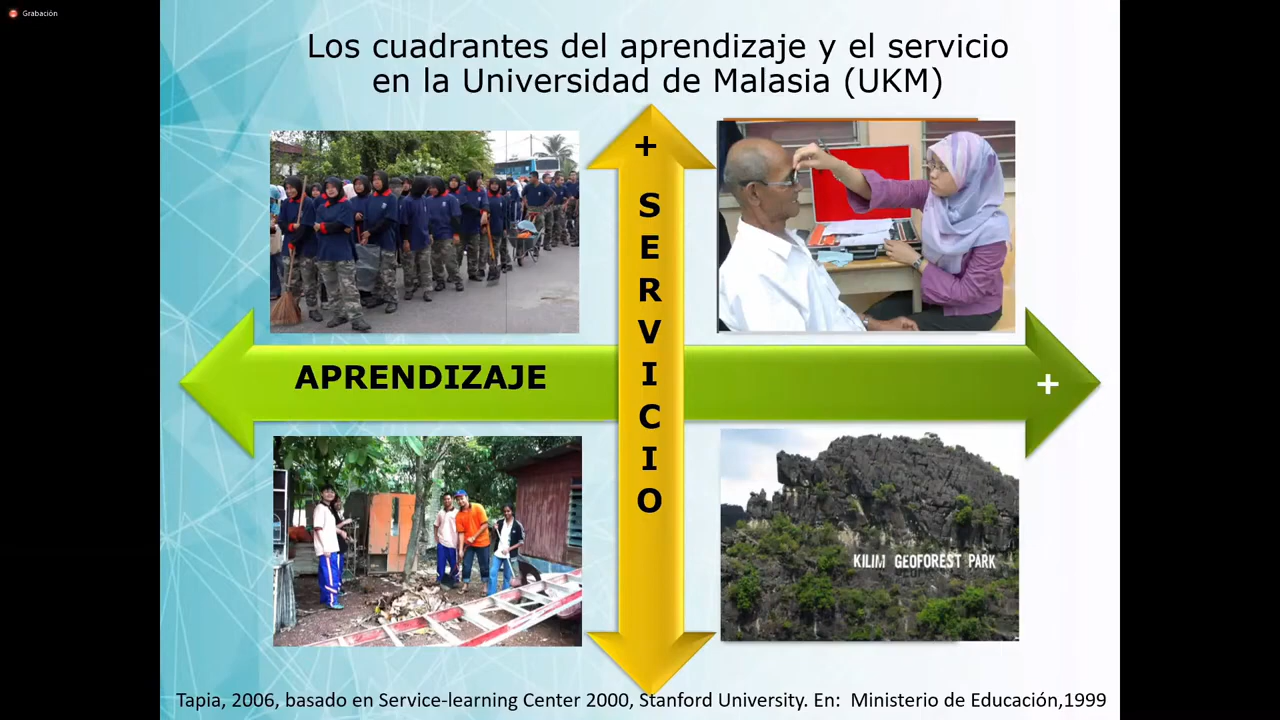 Grabación
Los cuadrantes del aprendizaje y el servicio
en la Universidad de Malasia (UKM)
+
SERVICIO
APRENDIZAJE
+
KILIM GEOFOREST PARK
Tapia, 2006, basado en Service-learning Center 2000, Stanford University. En: Ministerio de Educación,1999